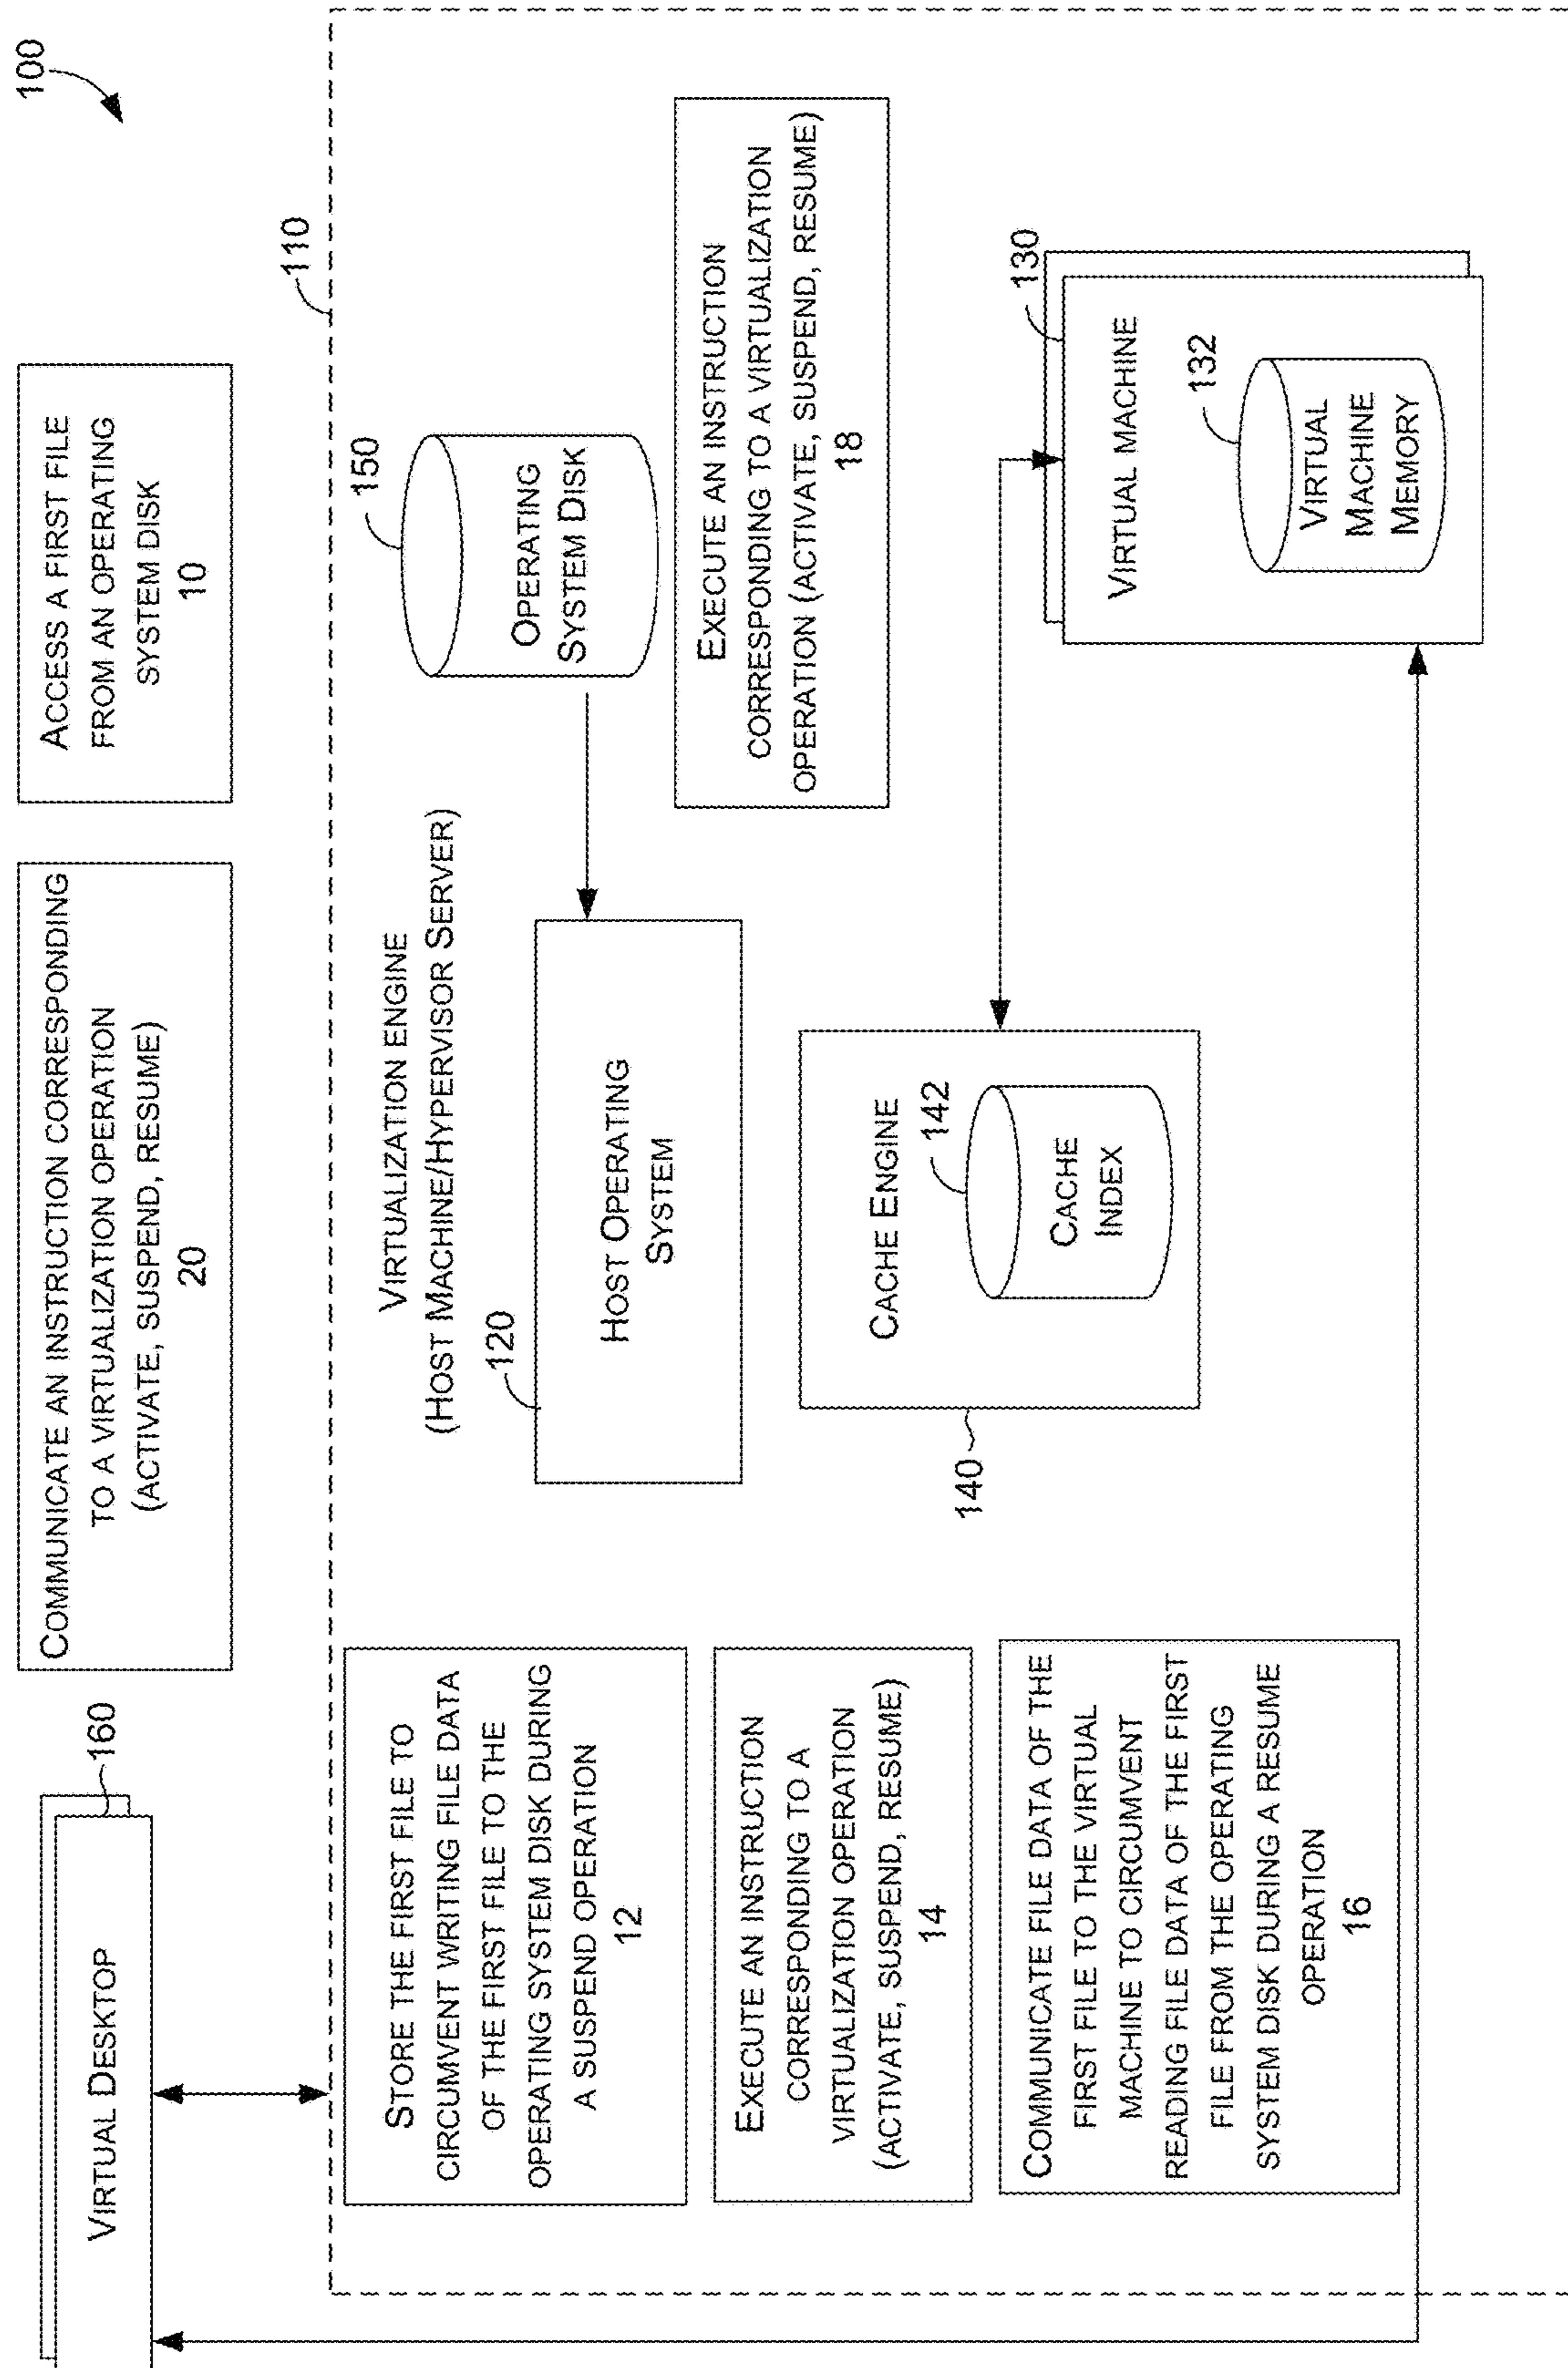 100
VIRTUAL DESKTOP
160
COMMUNICATE AN INSTRUCTION CORRESPONDING
TO A VIRTUALIZATION OPERATION
(ACTIVATE, SUSPEND, RESUME)
20
ACCESS A FIRST FILE
FROM AN OPERATING
SYSTEM DISK
10
110
STORE THE FIRST FILE TO
CIRCUMVENT WRITING FILE DATA
OF THE FIRST FILE TO THE
OPERATING SYSTEM DISK DURING
A SUSPEND OPERATION
12
EXECUTE AN INSTRUCTION
CORRESPONDING TO A
VIRTUALIZATION OPERATION
(ACTIVATE, SUSPEND, RESUME)
14
COMMUNICATE FILE DATA OF THE
FIRST FILE TO THE VIRTUAL
MACHINE TO CIRCUMVENT
READING FILE DATA OF THE FIRST
FILE FROM THE OPERATING
SYSTEM DISK DURING A RESUME
OPERATION
16
VIRTUALIZATION ENGINE
(HOST MACHINE/HYPERVISOR SERVER)
120
HOST OPERATING
SYSTEM
150
OPERATING
SYSTEM DISK
EXECUTE AN INSTRUCTION
CORRESPONDING TO A VIRTUALIZATION
OPERATION (ACTIVATE, SUSPEND, RESUME)
18
140
CACHE ENGINE
142
CACHE
INDEX
130
VIRTUAL MACHINE
132
VIRTUAL
MACHINE
MEMORY